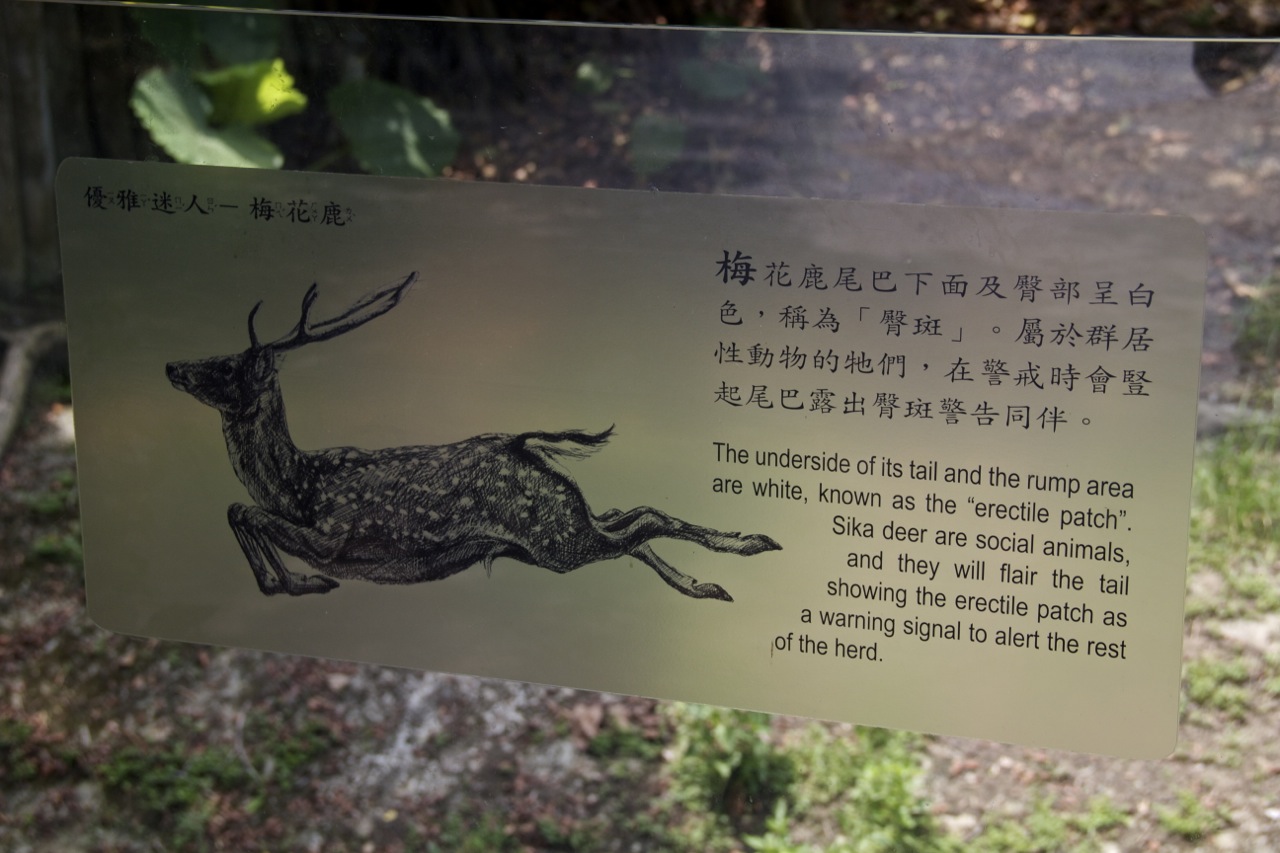 優雅迷人－梅花鹿
梅花鹿尾巴下面及臀部呈白
色，稱為「臀斑」。屬於群居
性動物的牠們，在警戒時會豎
起尾巴露出臀斑警告同伴。
The underside of its tail and the rump area
are white, known as the “erectile patch”.
Sika deer are social animals,
and they will flair the tail
showing the erectile patch as
a warning signal to alert the rest
of the herd.